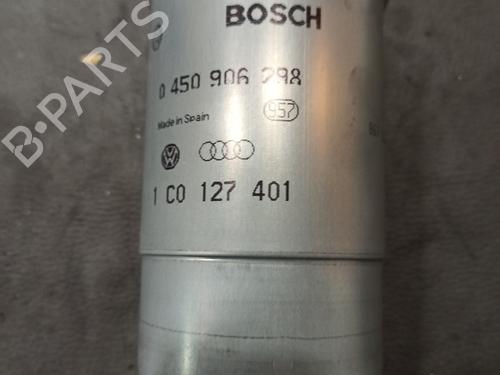 BOSCH
0 450 906 298
Made in Spain 957
1 C0 127 401
B-PARTS